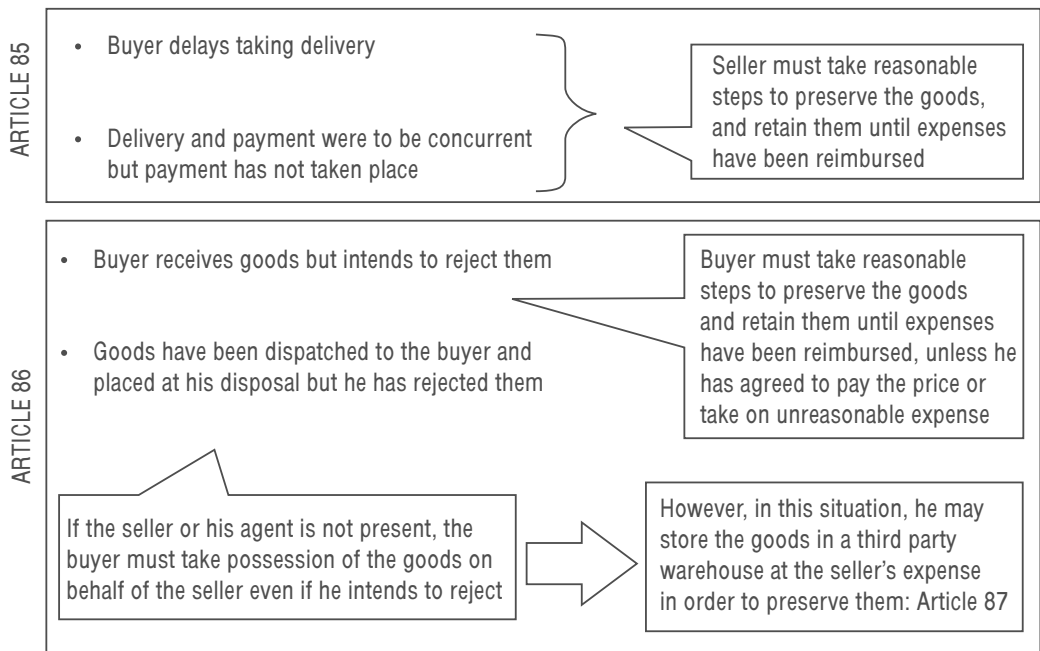 ARTICLE 85
• Buyer delays taking delivery
• Delivery and payment were to be concurrent
but payment has not taken place
Seller must take reasonable
steps to preserve the goods,
and retain them until expenses
have been reimbursed
ARTICLE 86
• Buyer receives goods but intends to reject them
• Goods have been dispatched to the buyer and
placed at his disposal but he has rejected them
Buyer must take reasonable
steps to preserve the goods
and retain them until expenses
have been reimbursed, unless he
has agreed to pay the price or
take on unreasonable expense
If the seller or his agent is not present, the
buyer must take possession of the goods on
behalf of the seller even if he intends to reject
However, in this situation, he may
store the goods in a third party
warehouse at the seller's expense
in order to preserve them: Article 87